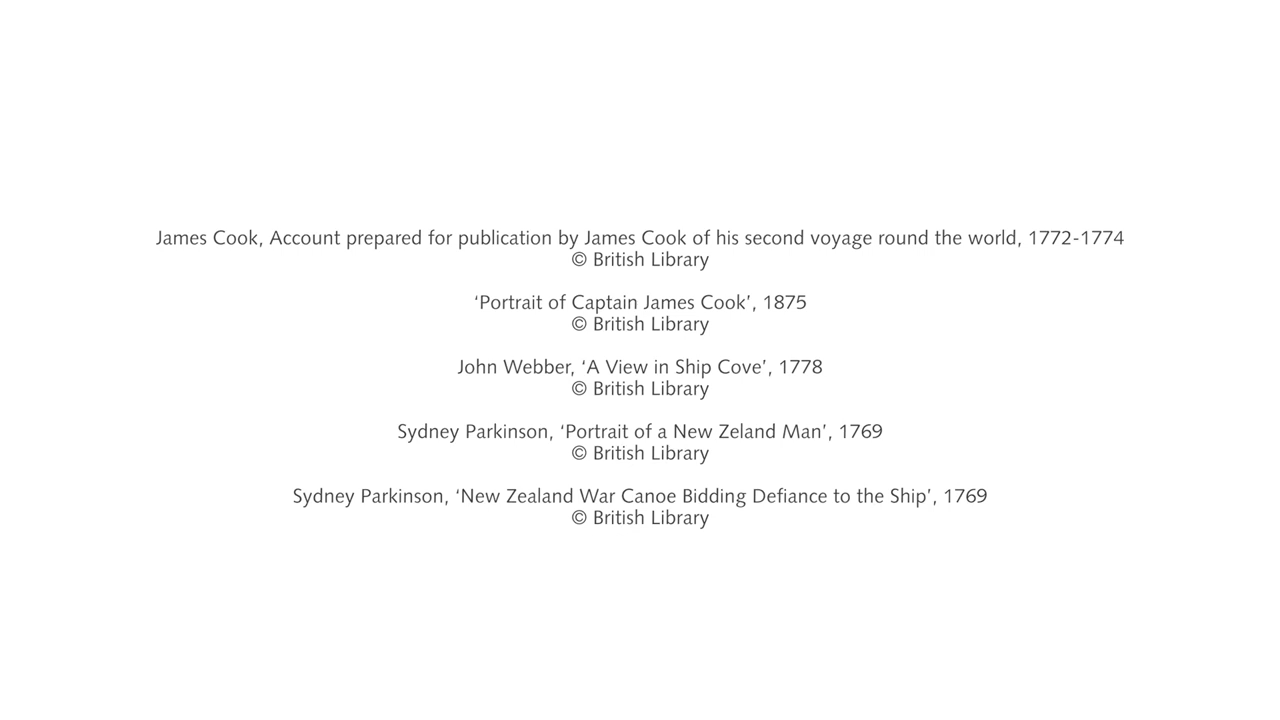 James Cook, Account prepared for publication by James Cook of his second voyage round the world, 1772-1774
© British Library
‘Portrait of Captain James Cook’, 1875
© British Library
John Webber, ‘A View in Ship Cove’, 1778
© British Library
Sydney Parkinson, ‘Portrait of a New Zeland Man’, 1769
© British Library
Sydney Parkinson, ‘New Zealand War Canoe Bidding Defiance to the Ship’, 1769
© British Library